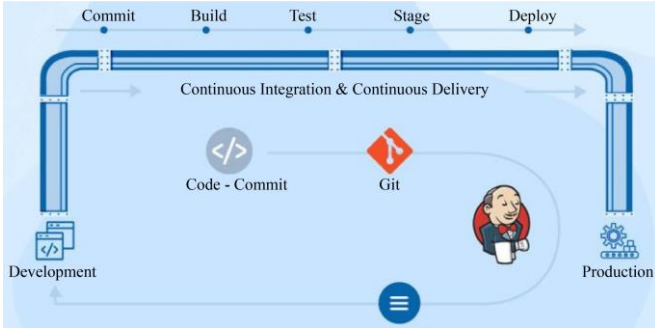 Commit Build Test Stage Deploy
Continuous Integration & Continuous Delivery
Code - Commit Git
Development Production